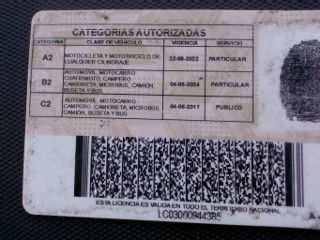 CATEGORIAS AUTORIZADAS
CATEGORIA CLASE DE VEHICULO VIGENCIA SERVICIO
A2 MOTOCICLETA Y MOTOTRICICLO DE CUALQUIER CILINDRAJE 22-06-2022 PARTICULAR
B2 AUTOMOVIL, MOTOCARRO CUATRIMOTO, CAMPERO CAMIONETA, MICROBUS, CAMION BUSETA Y BUS 04-06-2024 PARTICULAR
C2 AUTOMOVIL, MOTOCARRO CAMPERO, CAMIONETA, MICROBUS CAMION, BUSETA Y BUS 04-06-2017 PUBLICO
ESTA LICENCIA ES VALIDA EN TODO EL TERRITORIO NACIONAL
LC03000944385